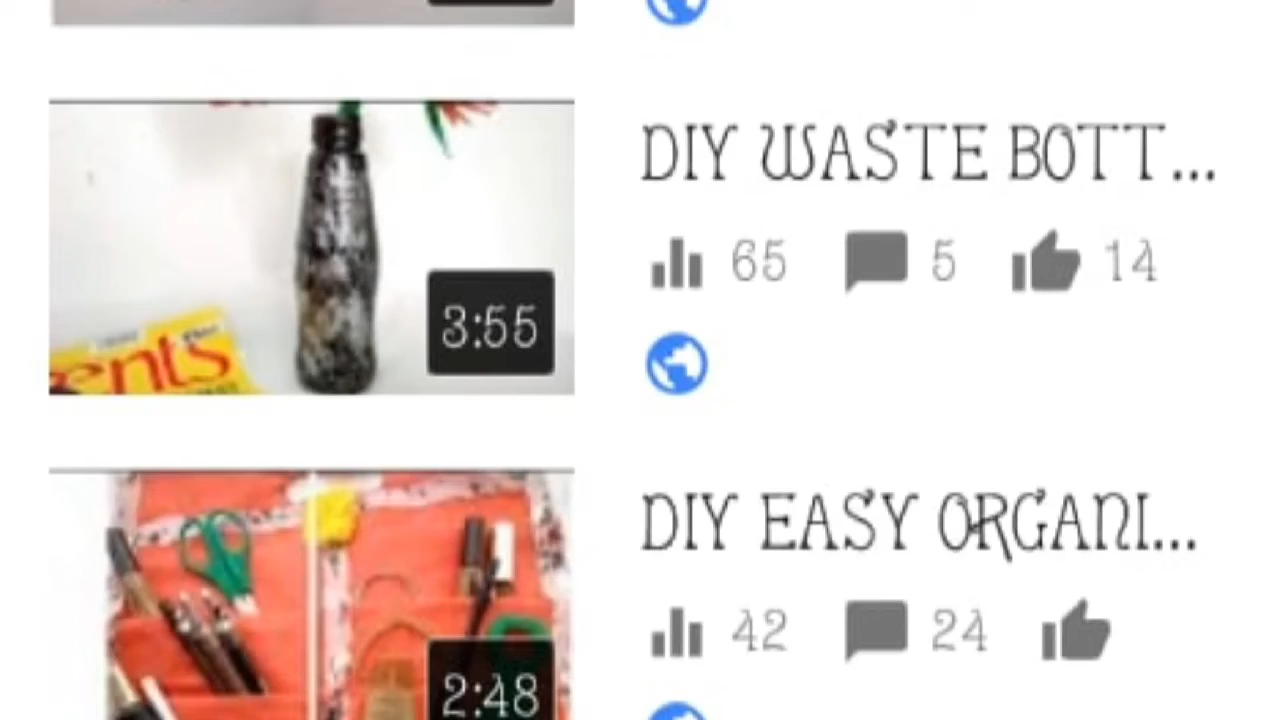 DIY WASTE BOTT...
65 5 14
3:55
ents
DIY EASY ORGANI...
42 24
2:48